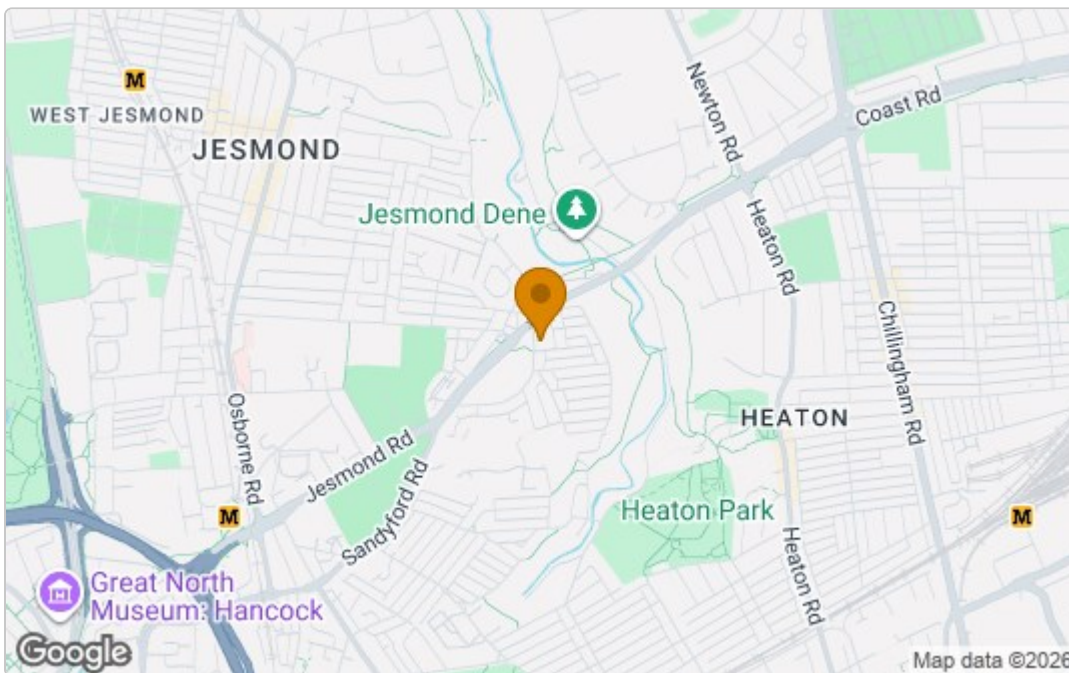 M
WEST JESMOND
JESMOND
Newton Rd
Coast Rd
Jesmond Dene
Heaton Rd
Chillingham Rd
Osborne Rd
HEATON
Jesmond Rd
Sandyford Rd
M
Heaton Park
M
Heaton Rd
Great North
Museum: Hancock
Google
Map data ©2026